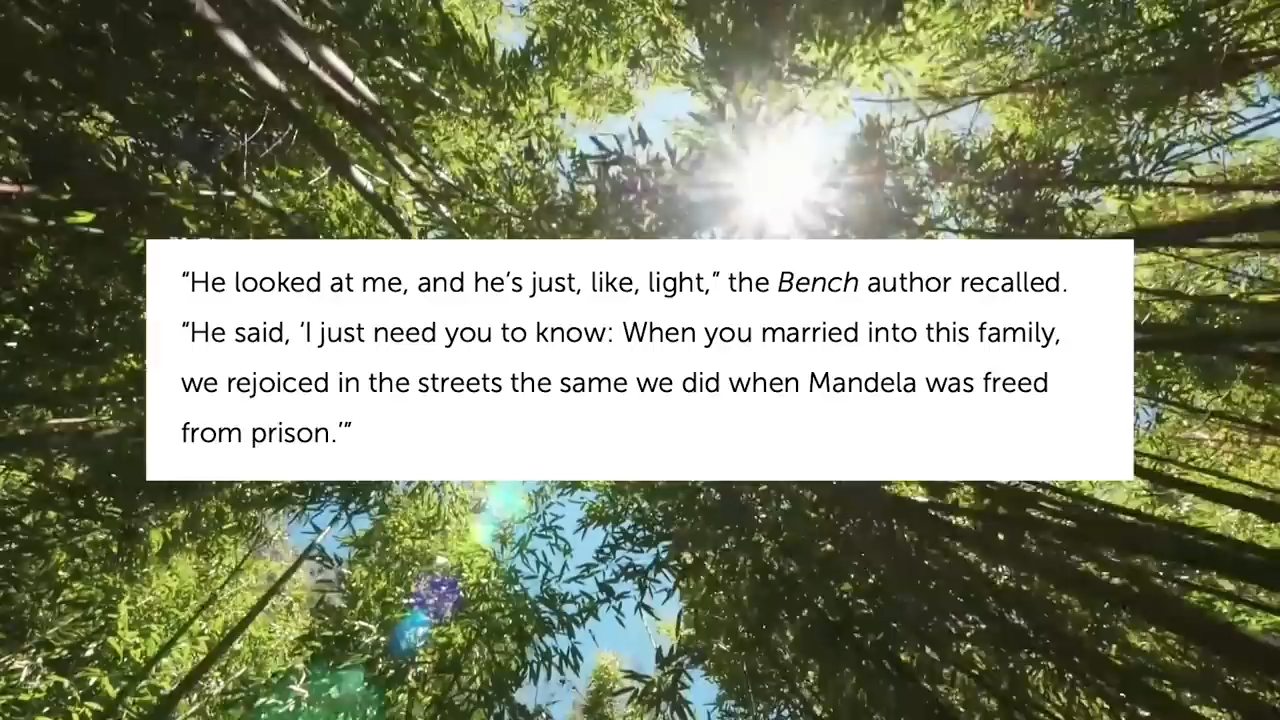 “He looked at me, and he’s just, like, light,” the Bench author recalled.
“He said, ‘I just need you to know: When you married into this family,
we rejoiced in the streets the same we did when Mandela was freed
from prison.’”